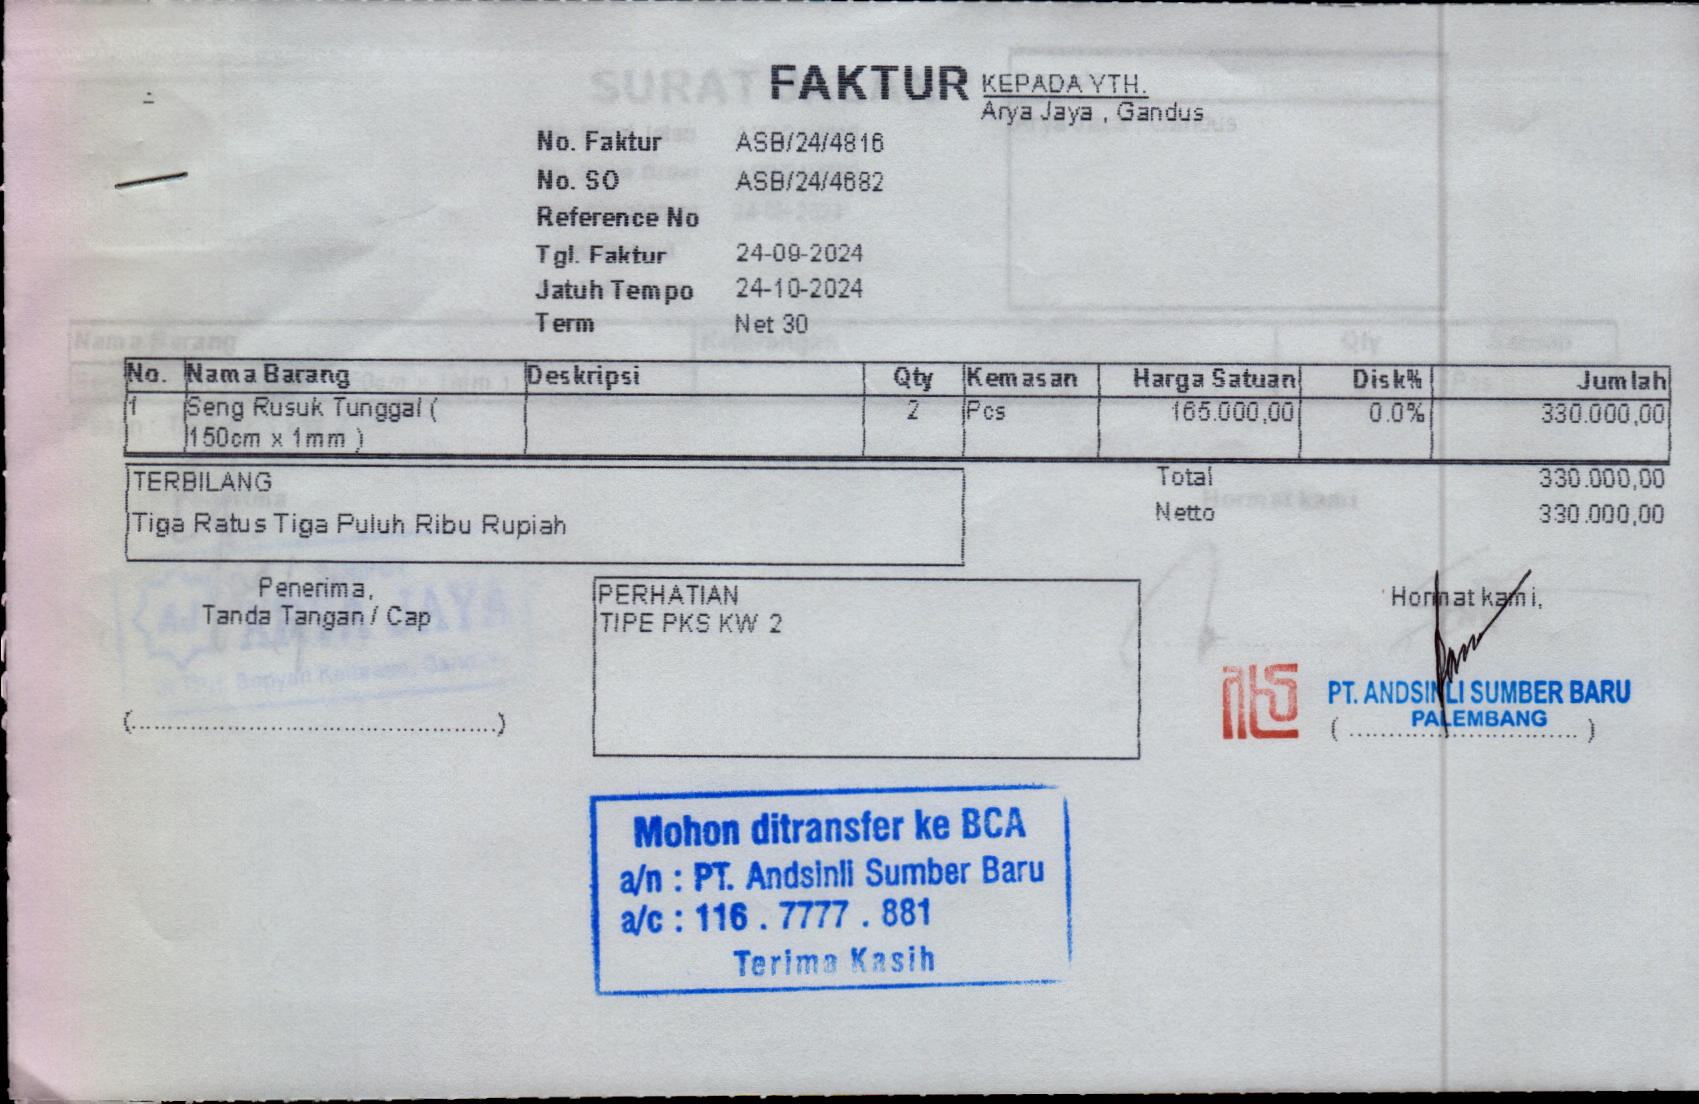 FAKTUR
KEPADA YTH.
Arya Jaya , Gandus
No. Faktur ASB/24/4816
No. SO ASB/24/4682
Reference No
Tgl. Faktur 24-09-2024
Jatuh Tempo 24-10-2024
Term Net 30
No. Nama Barang Deskripsi Qty Kemasan Harga Satuan Disk% Jumlah
1 Seng Rusuk Tunggal ( 2 Pcs 165.000,00 0.0% 330.000,00
150cm x 1mm )
TERBILANG Total 330.000,00
Tiga Ratus Tiga Puluh Ribu Rupiah Netto 330.000,00
Penerima,
Tanda Tangan / Cap
(..................................................)
PERHATIAN
TIPE PKS KW 2
Hormat kami,
PT. ANDSINLI SUMBER BARU
PALEMBANG
( .............................. )
Mohon ditransfer ke BCA
a/n : PT. Andsinli Sumber Baru
a/c : 116 . 7777 . 881
Terima Kasih